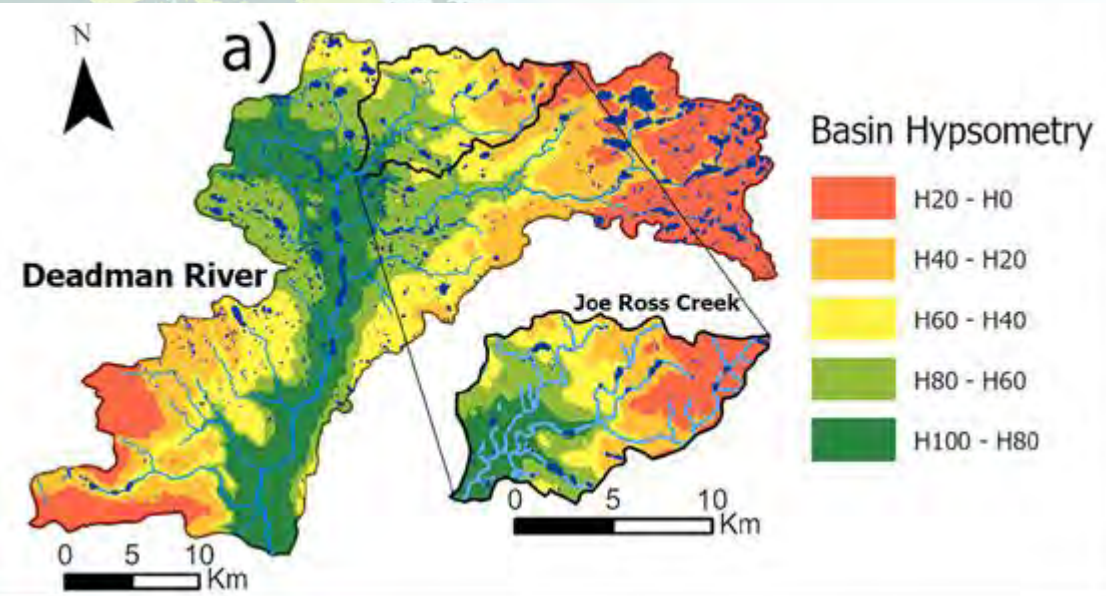 N
a)
Basin Hypsometry
H20 - H0
H40 - H20
H60 - H40
H80 - H60
H100 - H80
Deadman River
Joe Ross Creek
0 5 10
Km
0 5 10
Km